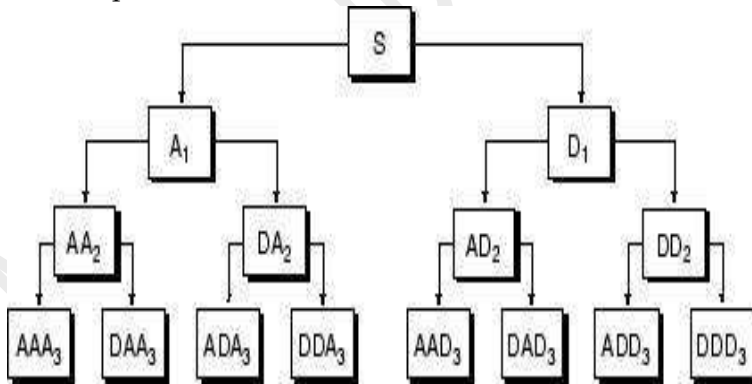 S
A₁ D₁
AA₂ DA₂ AD₂ DD₂
AAA₃ DAA₃ ADA₃ DDA₃ AAD₃ DAD₃ ADD₃ DDD₃